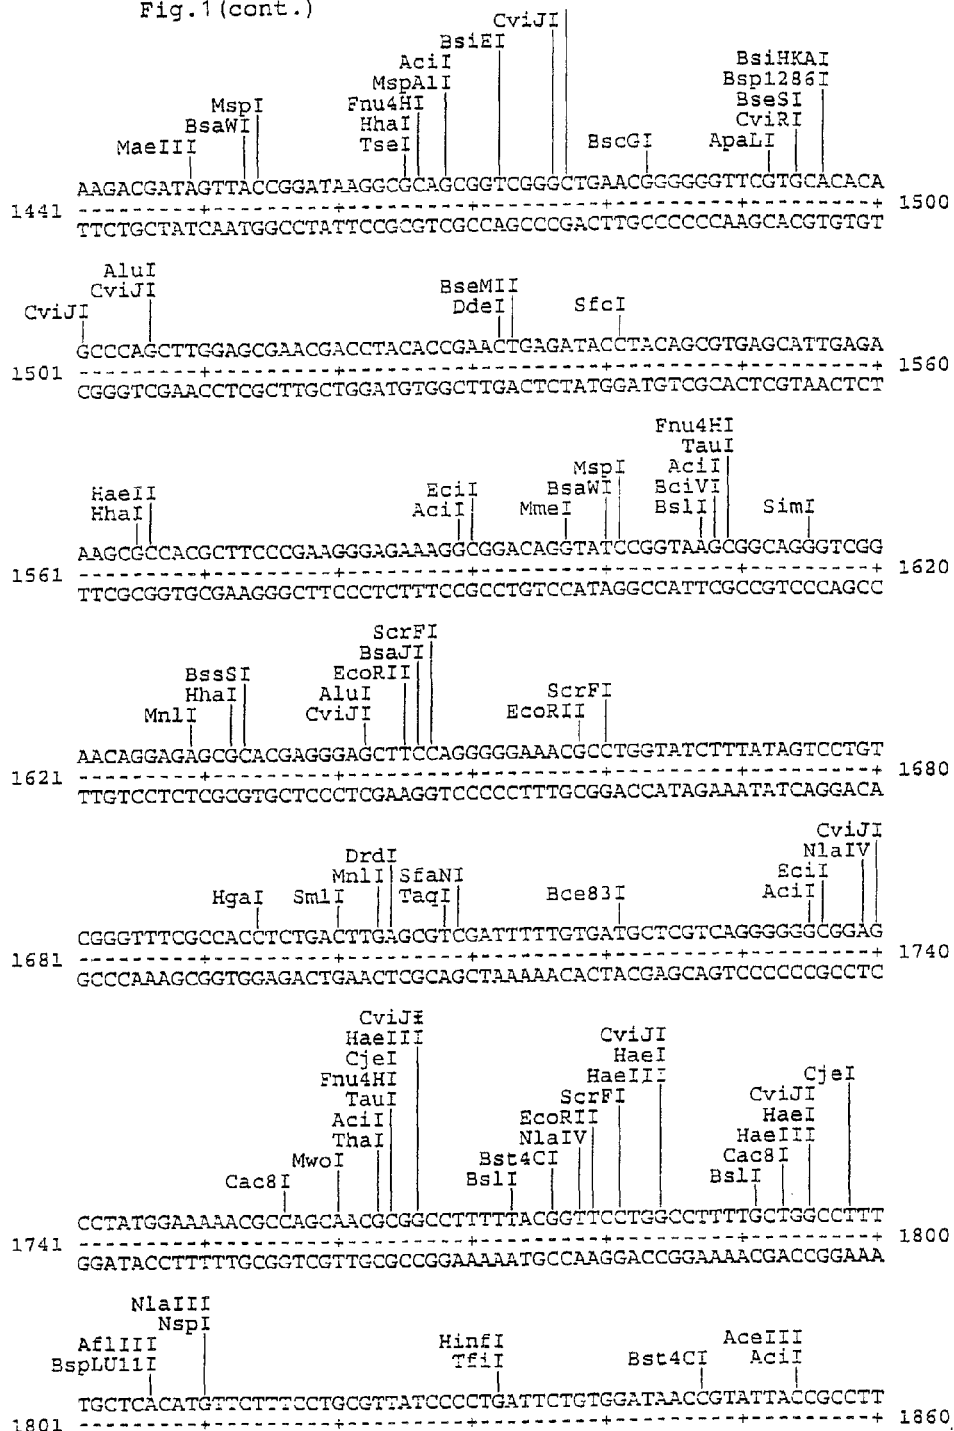 Fig.1(cont.)
CviJI
BsiEI
AciI BsiHKAI
MspAlI Bsp1286I
MspI Fnu4HI BseSI
BsaWI HhaI CviRI
MaeIII TseI BscGI ApaLI
AAGACGATAGTTACCGGATAAGGCGCAGCGGTCGGGCTGAACGGGGGGTTCGTGCACACA
1441 ---------+---------+---------+---------+---------+---------+ 1500
TTCTGCTATCAATGGCCTATTCCGCGTCGCCAGCCCGACTTGCCCCCCAAGCACGTGTGT
AluI
CviJI BseMII
CviJI DdeI SfcI
GCCCAGCTTGGAGCGAACGACCTACACCGAACTGAGATACCTACAGCGTGAGCATTGAGA
1501 ---------+---------+---------+---------+---------+---------+ 1560
CGGGTCGAACCTCGCTTGCTGGATGTGGCTTGACTCTATGGATGTCGCACTCGTAACTCT
Fnu4HI
TauI
MspI AciI
HaeII EciI BsaWI BciVI
HhaI AciI MmeI BslI SimI
AAGCGCCACGCTTCCCGAAGGGAGAAAGGCGGACAGGTATCCGGTAAGCGGCAGGGTCGG
1561 ---------+---------+---------+---------+---------+---------+ 1620
TTCGCGGTGCGAAGGGCTTCCCTCTTTCCGCCTGTCCATAGGCCATTCGCCGTCCCAGCC
ScrFI
BsaJI
BssSI EcoRII
HhaI AluI ScrFI
MnlI CviJI EcoRII
AACAGGAGAGCGCACGAGGGAGCTTCCAGGGGGAAACGCCTGGTATCTTTATAGTCCTGT
1621 ---------+---------+---------+---------+---------+---------+ 1680
TTGTCCTCTCGCGTGCTCCCTCGAAGGTCCCCCTTTGCGGACCATAGAAATATCAGGACA
CviJI
DrdI NlaIV
MnlI SfaNI EciI
HgaI SmlI TaqI Bce83I AciI
CGGGTTTCGCCACCTCTGACTTGAGCGTCGATTTTTGTGATGCTCGTCAGGGGGGCGGAG
1681 ---------+---------+---------+---------+---------+---------+ 1740
GCCCAAAGCGGTGGAGACTGAACTCGCAGCTAAAAACACTACGAGCAGTCCCCCCGCCTC
CviJI
HaeIII CviJI
CjeI HaeI
Fnu4HI HaeIII CjeI
TauI ScrFI CviJI
AciI EcoRII HaeI
ThaI NlaIV HaeIII
MwoI Bst4CI Cac8I
Cac8I BslI BslI
CCTATGGAAAAACGCCAGCAACGCGGCCTTTTTACGGTTCCTGGCCTTTTGCTGGCCTTT
1741 ---------+---------+---------+---------+---------+---------+ 1800
GGATACCTTTTTGCGGTCGTTGCGCCGGAAAAATGCCAAGGACCGGAAAACGACCGGAAA
NlaIII
NspI
AflIII HinfI AceIII
BspLU11I TfiI Bst4CI AciI
TGCTCACATGTTCTTTCCTGCGTTATCCCCTGATTCTGTGGATAACCGTATTACCGCCTT
1801 ---------+---------+---------+---------+---------+---------+ 1860